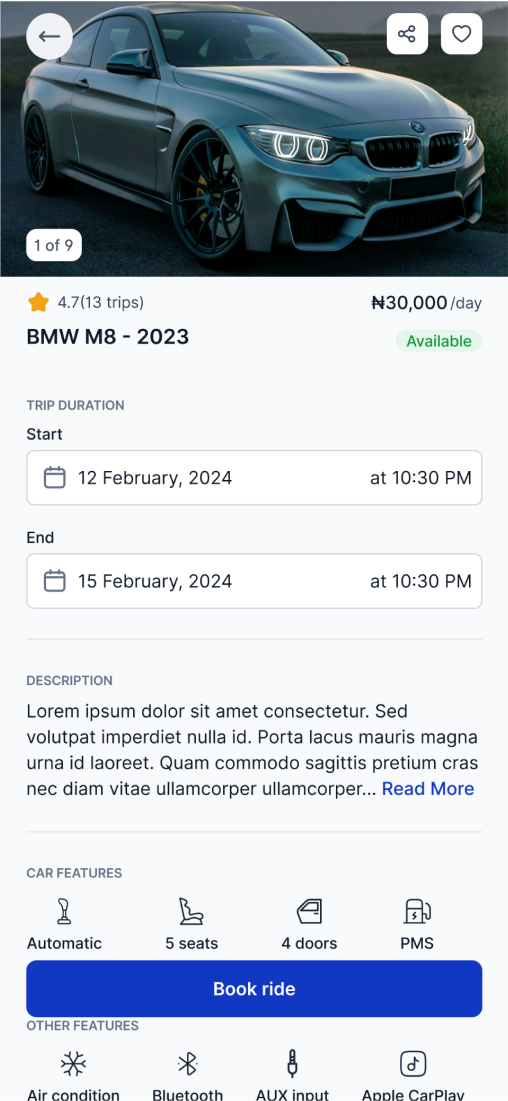 1 of 9
4.7(13 trips)
₦30,000/day
BMW M8 - 2023
Available
TRIP DURATION
Start
12 February, 2024 at 10:30 PM
End
15 February, 2024 at 10:30 PM
DESCRIPTION
Lorem ipsum dolor sit amet consectetur. Sed
volutpat imperdiet nulla id. Porta lacus mauris magna
urna id laoreet. Quam commodo sagittis pretium cras
nec diam vitae ullamcorper ullamcorper... Read More
CAR FEATURES
Automatic 5 seats 4 doors PMS
Book ride
OTHER FEATURES
Air condition Bluetooth AUX input Apple CarPlay